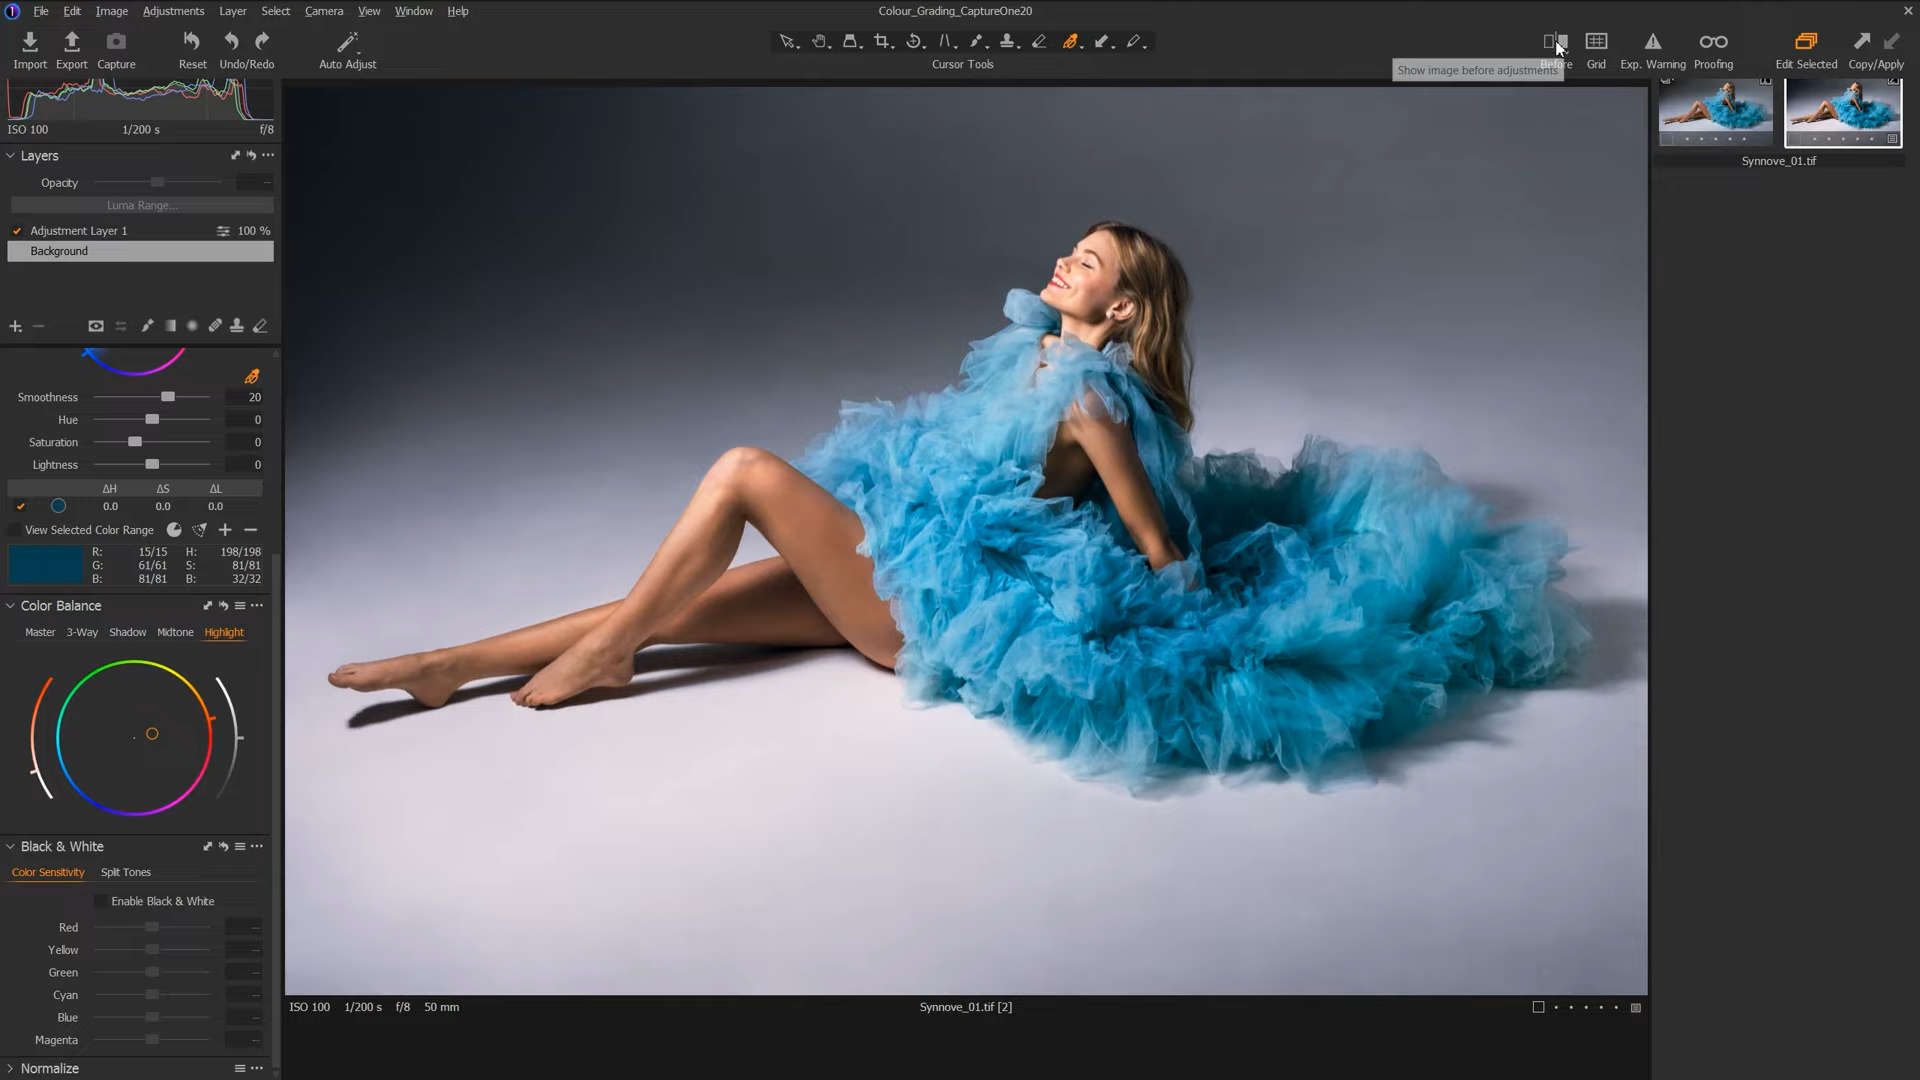 File Edit Image Adjustments Layer Select Camera View Window Help
Colour_Grading_CaptureOne20
Import Export Capture Reset Undo/Redo Auto Adjust
Cursor Tools
Before Grid Exp. Warning Proofing Edit Selected Copy/Apply
Show image before adjustments
ISO 100 1/200 s f/8
Layers
Opacity --
Luma Range...
Adjustment Layer 1 100 %
Background
Smoothness 20
Hue 0
Saturation 0
Lightness 0
ΔH ΔS ΔL
0.0 0.0 0.0
View Selected Color Range
R: 15/15 H: 198/198
G: 61/61 S: 81/81
B: 81/81 B: 32/32
Color Balance
Master 3-Way Shadow Midtone Highlight
Black & White
Color Sensitivity Split Tones
Enable Black & White
Red --
Yellow --
Green --
Cyan --
Blue --
Magenta --
Normalize
Synnove_01.tif
ISO 100 1/200 s f/8 50 mm
Synnove_01.tif [2]